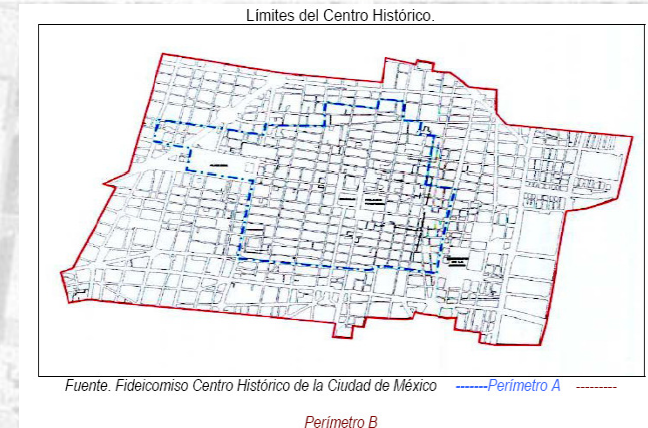 Límites del Centro Histórico.
Fuente. Fideicomiso Centro Histórico de la Ciudad de México -------Perímetro A ---------
Perímetro B